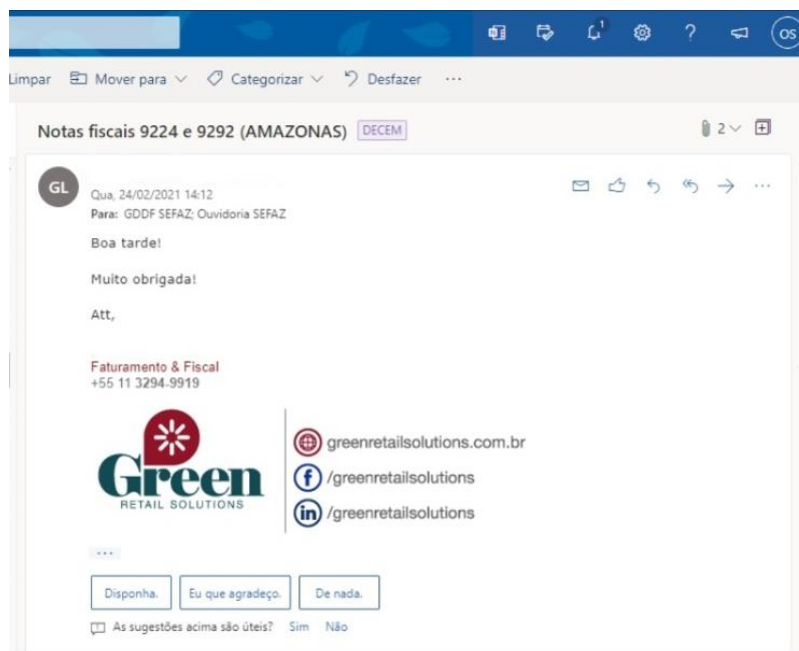 1
OS
Limpar Mover para Categorizar Desfazer ...
Notas fiscais 9224 e 9292 (AMAZONAS) DECEM 2
GL
Qua, 24/02/2021 14:12
Para: GDDF SEFAZ; Ouvidoria SEFAZ
Boa tarde!
Muito obrigada!
Att,
Faturamento & Fiscal
+55 11 3294-9919
Green
RETAIL SOLUTIONS
greenretailsolutions.com.br
/greenretailsolutions
/greenretailsolutions
...
Disponha. Eu que agradeço. De nada.
As sugestões acima são úteis? Sim Não